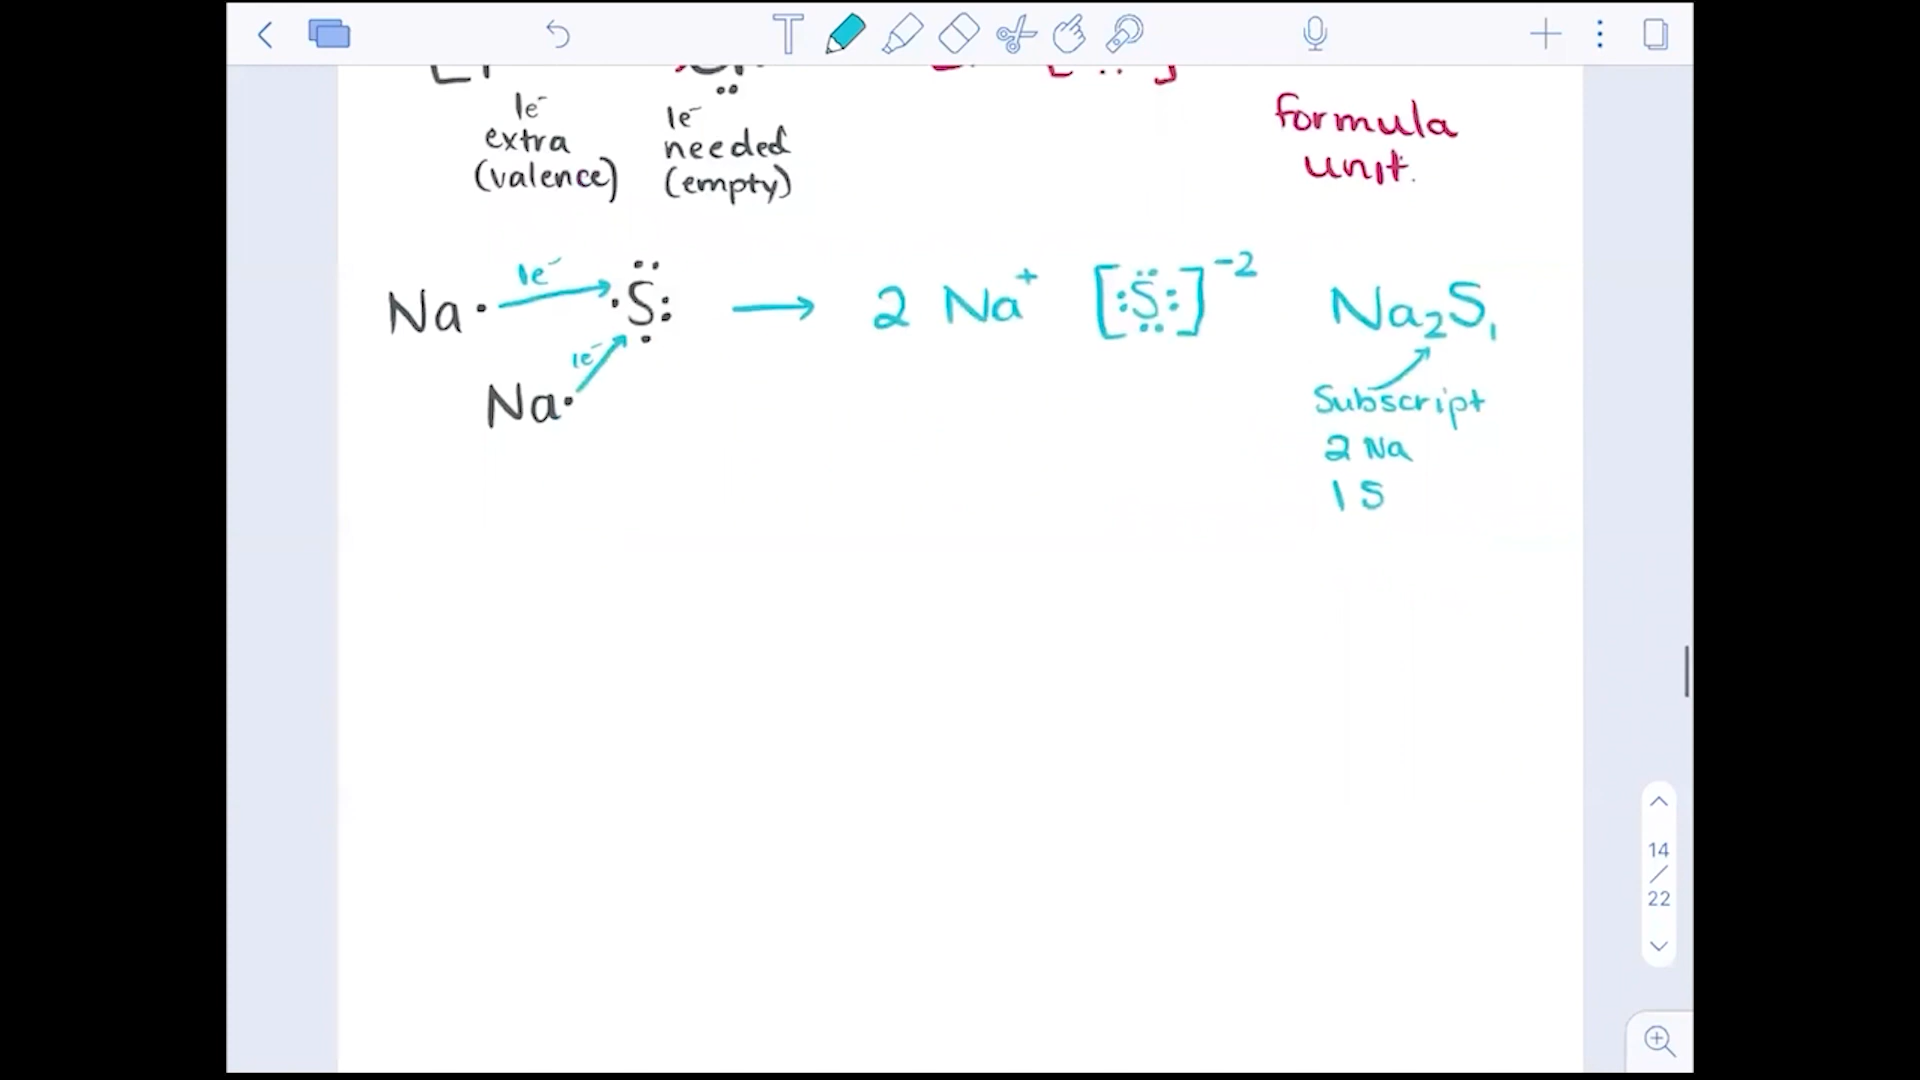 1e⁻
extra
(valence)
1e⁻
needed
(empty)
formula
unit.
Na· 1e⁻ ·S: → 2 Na⁺ [:S:]⁻² Na₂S₁
1e⁻
Na·
Subscript
2 Na
1 S
14
/
22